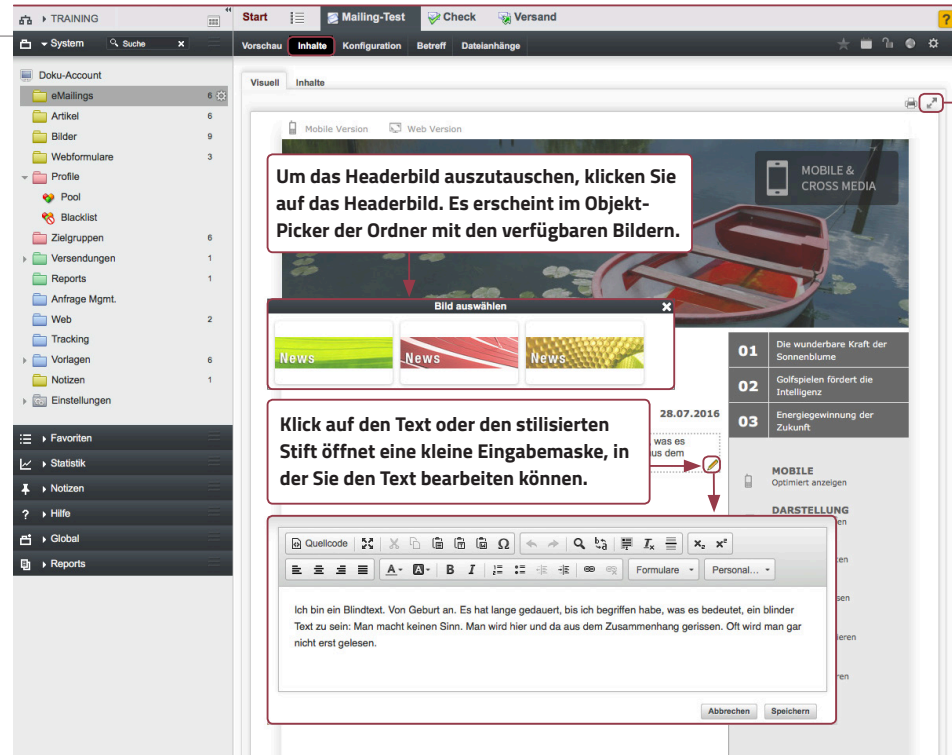 TRAINING
Start
Mailing-Test
Check
Versand
?
System
Suche
x
Vorschau
Inhalte
Konfiguration
Betreff
Dateianhänge
Doku-Account
eMailings 6
Artikel 6
Bilder 9
Webformulare 3
Profile
Pool
Blacklist
Zielgruppen 6
Versendungen 1
Reports 1
Anfrage Mgmt.
Web 2
Tracking
Vorlagen 6
Notizen 1
Einstellungen
Favoriten
Statistik
Notizen
? Hilfe
Global
Reports
Visuell
Inhalte
Mobile Version
Web Version
MOBILE &
CROSS MEDIA
Um das Headerbild auszutauschen, klicken Sie
auf das Headerbild. Es erscheint im Objekt-
Picker der Ordner mit den verfügbaren Bildern.
Bild auswählen
News
News
News
01 Die wunderbare Kraft der
Sonnenblume
02 Golfspielen fördert die
Intelligenz
03 Energiegewinnung der
Zukunft
28.07.2016
was es
aus dem
Klick auf den Text oder den stilisierten
Stift öffnet eine kleine Eingabemaske, in
der Sie den Text bearbeiten können.
MOBILE
Optimiert anzeigen
DARSTELLUNG
Quellcode
Formulare
Personal...
Ich bin ein Blindtext. Von Geburt an. Es hat lange gedauert, bis ich begriffen habe, was es bedeutet, ein blinder
Text zu sein: Man macht keinen Sinn. Man wird hier und da aus dem Zusammenhang gerissen. Oft wird man gar
nicht erst gelesen.
Abbrechen
Speichern